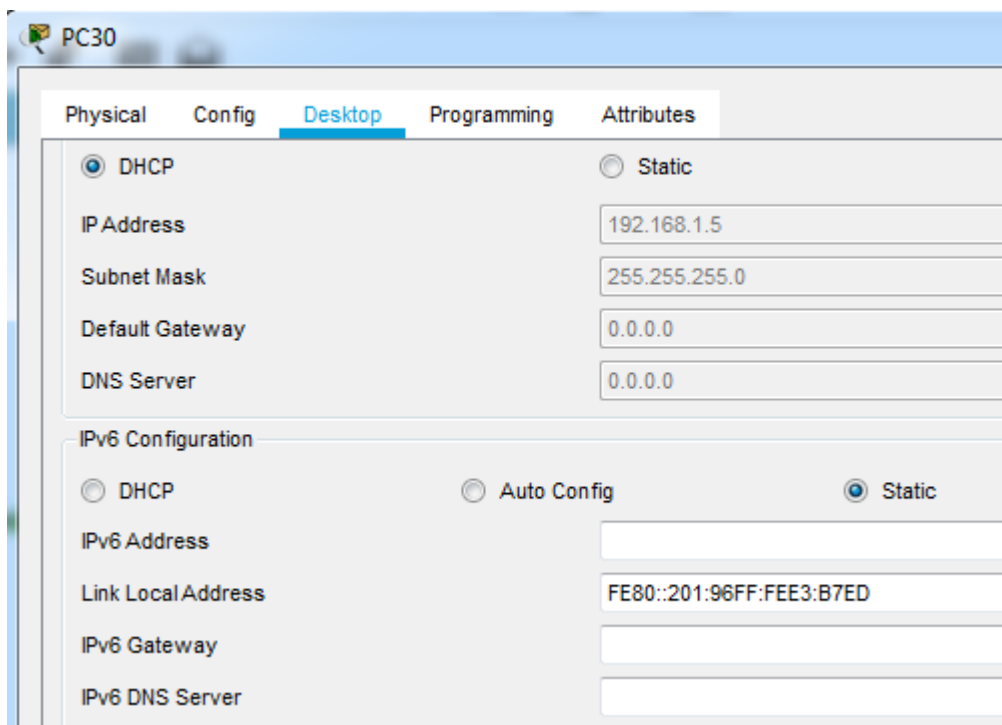 PC30
Physical Config Desktop Programming Attributes
DHCP Static
IP Address 192.168.1.5
Subnet Mask 255.255.255.0
Default Gateway 0.0.0.0
DNS Server 0.0.0.0
IPv6 Configuration
DHCP Auto Config Static
IPv6 Address
Link Local Address FE80::201:96FF:FEE3:B7ED
IPv6 Gateway
IPv6 DNS Server